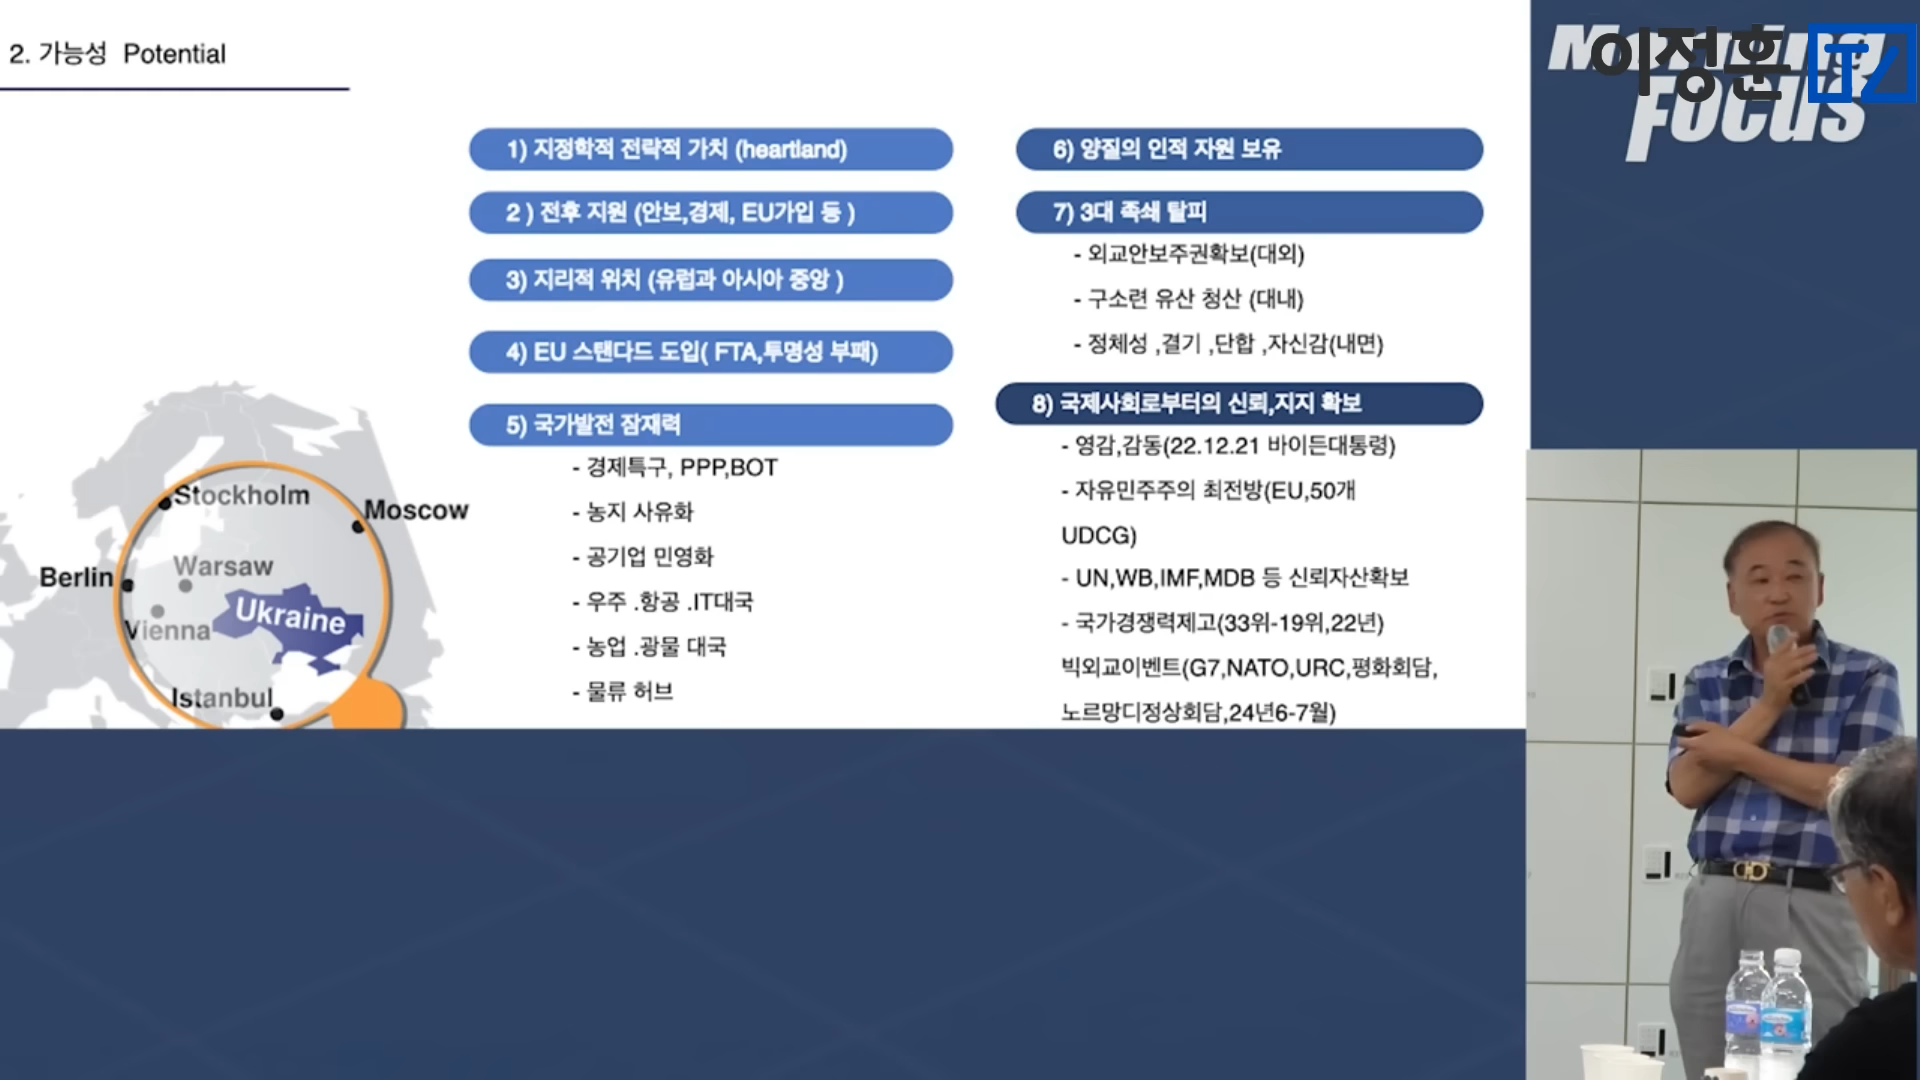 2. 가능성 Potential
1) 지정학적 전략적 가치 (heartland)
2 ) 전후 지원 (안보,경제, EU가입 등 )
3) 지리적 위치 (유럽과 아시아 중앙 )
4) EU 스탠다드 도입( FTA,투명성 부패)
5) 국가발전 잠재력
- 경제특구, PPP,BOT
- 농지 사유화
- 공기업 민영화
- 우주 .항공 .IT대국
- 농업 .광물 대국
- 물류 허브
6) 양질의 인적 자원 보유
7) 3대 족쇄 탈피
- 외교안보주권확보(대외)
- 구소련 유산 청산 (대내)
- 정체성 ,결기 ,단합 ,자신감(내면)
8) 국제사회로부터의 신뢰,지지 확보
- 영감,감동(22.12.21 바이든대통령)
- 자유민주주의 최전방(EU,50개
UDCG)
- UN,WB,IMF,MDB 등 신뢰자산확보
- 국가경쟁력제고(33위-19위,22년)
빅외교이벤트(G7,NATO,URC,평화회담,
노르망디정상회담,24년6-7월)
Stockholm
Moscow
Warsaw
Berlin
Ukraine
Vienna
Istanbul
Morning
Focus
이정훈 TV